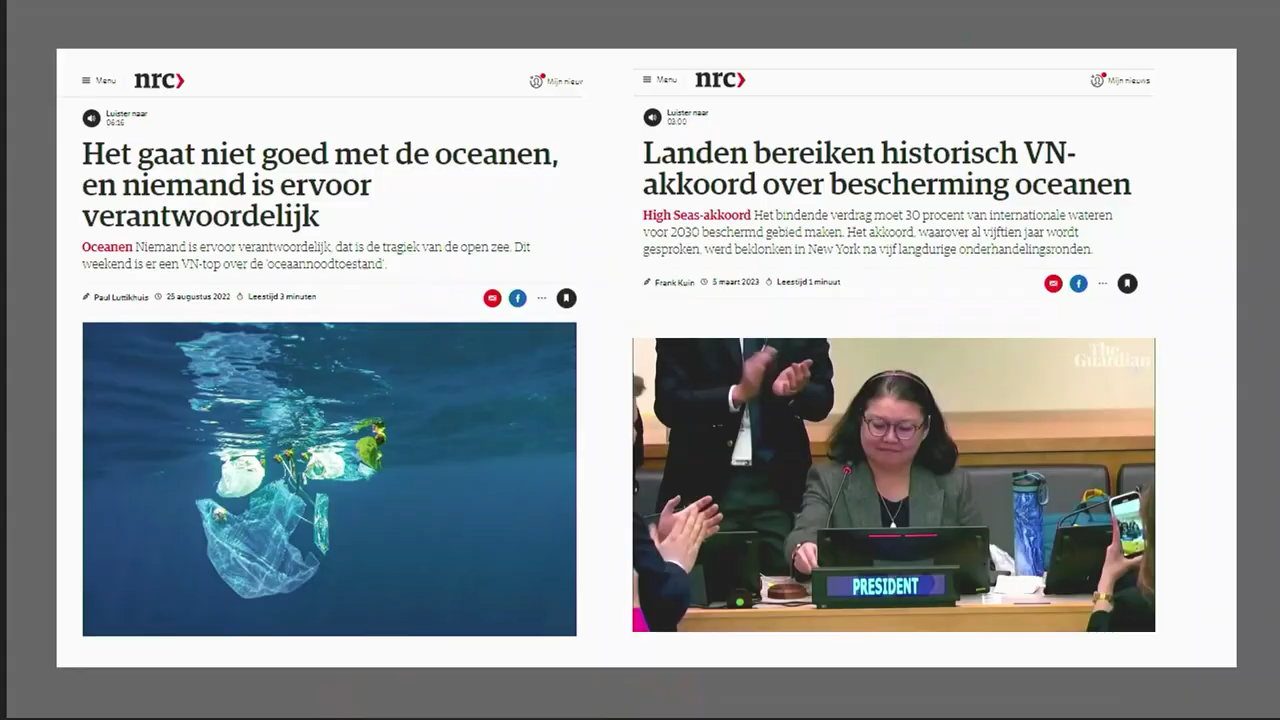 Menu
nrc
Mijn nieuw
Luister naar
06:16
Het gaat niet goed met de oceanen,
en niemand is ervoor
verantwoordelijk
Oceanen Niemand is ervoor verantwoordelijk, dat is de tragiek van de open zee. Dit
weekend is er een VN-top over de 'oceaannoodtoestand'.
Paul Luttikhuis 25 augustus 2022 Leestijd 3 minuten
Menu
nrc
Mijn nieuws
Luister naar
03:00
Landen bereiken historisch VN-
akkoord over bescherming oceanen
High Seas-akkoord Het bindende verdrag moet 30 procent van internationale wateren
voor 2030 beschermd gebied maken. Het akkoord, waarover al vijftien jaar wordt
gesproken, werd beklonken in New York na vijf langdurige onderhandelingsronden.
Frank Kuin 5 maart 2023 Leestijd 1 minuut
The
Guardian
PRESIDENT